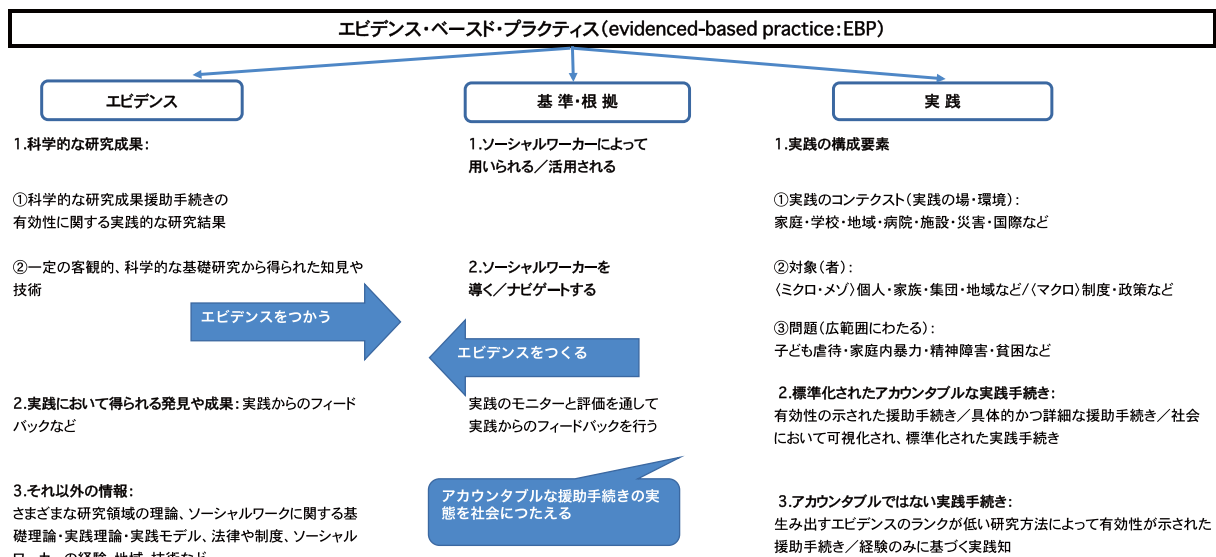 エビデンス・ベースド・プラクティス(evidenced-based practice:EBP)
エビデンス
1.科学的な研究成果:
①科学的な研究成果援助手続きの
有効性に関する実践的な研究結果
②一定の客観的、科学的な基礎研究から得られた知見や
技術
エビデンスをつかう
2.実践において得られる発見や成果:実践からのフィード
バックなど
3.それ以外の情報:
さまざまな研究領域の理論、ソーシャルワークに関する基
礎理論・実践理論・実践モデル、法律や制度、ソーシャル
基 準・根 拠
1.ソーシャルワーカーによって
用いられる/活用される
2.ソーシャルワーカーを
導く/ナビゲートする
エビデンスをつくる
実践のモニターと評価を通して
実践からのフィードバックを行う
アカウンタブルな援助手続きの実
態を社会につたえる
実 践
1.実践の構成要素
①実践のコンテクスト(実践の場・環境):
家庭・学校・地域・病院・施設・災害・国際など
②対象(者):
〈ミクロ・メゾ〉個人・家族・集団・地域など/〈マクロ〉制度・政策など
③問題(広範囲にわたる):
子ども虐待・家庭内暴力・精神障害・貧困など
2.標準化されたアカウンタブルな実践手続き:
有効性の示された援助手続き/具体的かつ詳細な援助手続き/社会
において可視化され、標準化された実践手続き
3.アカウンタブルではない実践手続き:
生み出すエビデンスのランクが低い研究方法によって有効性が示された
援助手続き/経験のみに基づく実践知